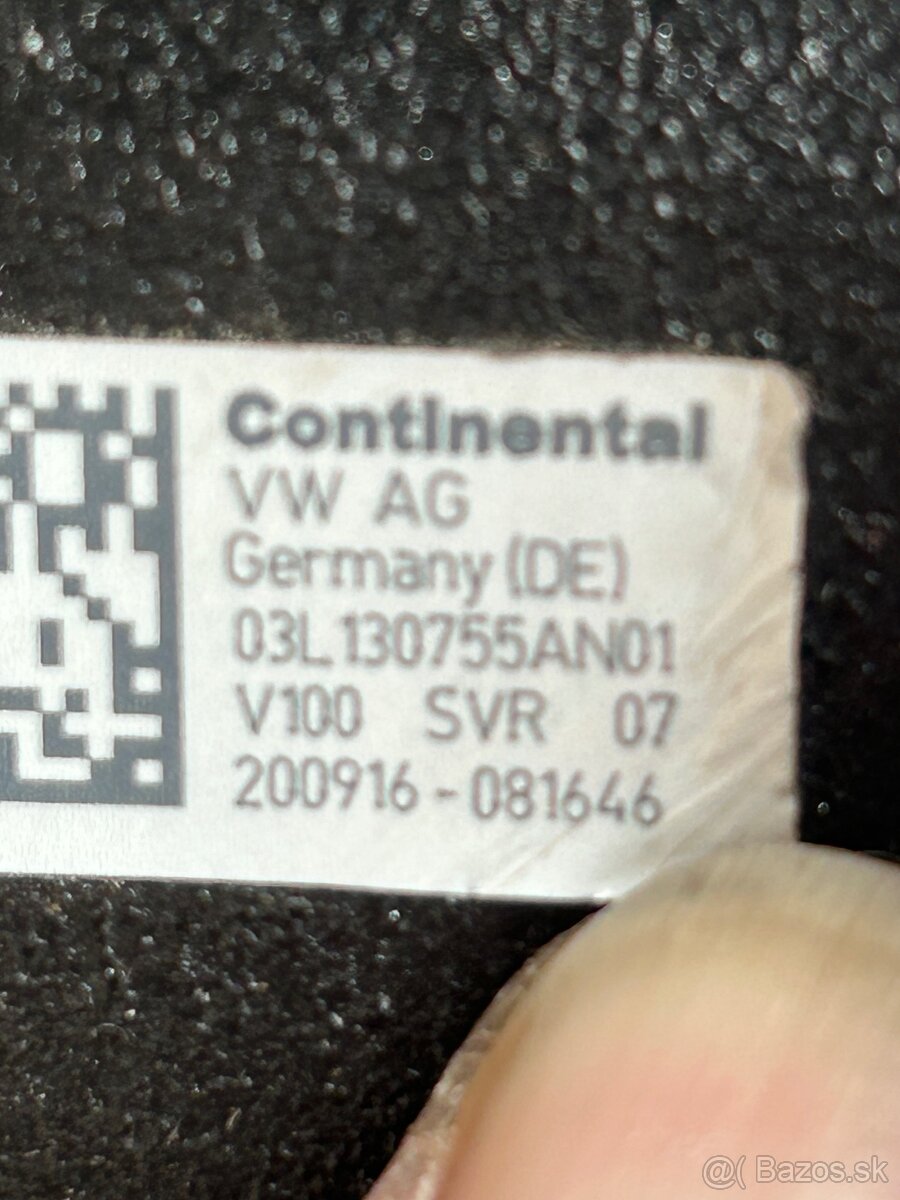 Continental
VW AG
Germany (DE)
03L130755AN01
V100 SVR 07
200916-081646
@( Bazos.sk